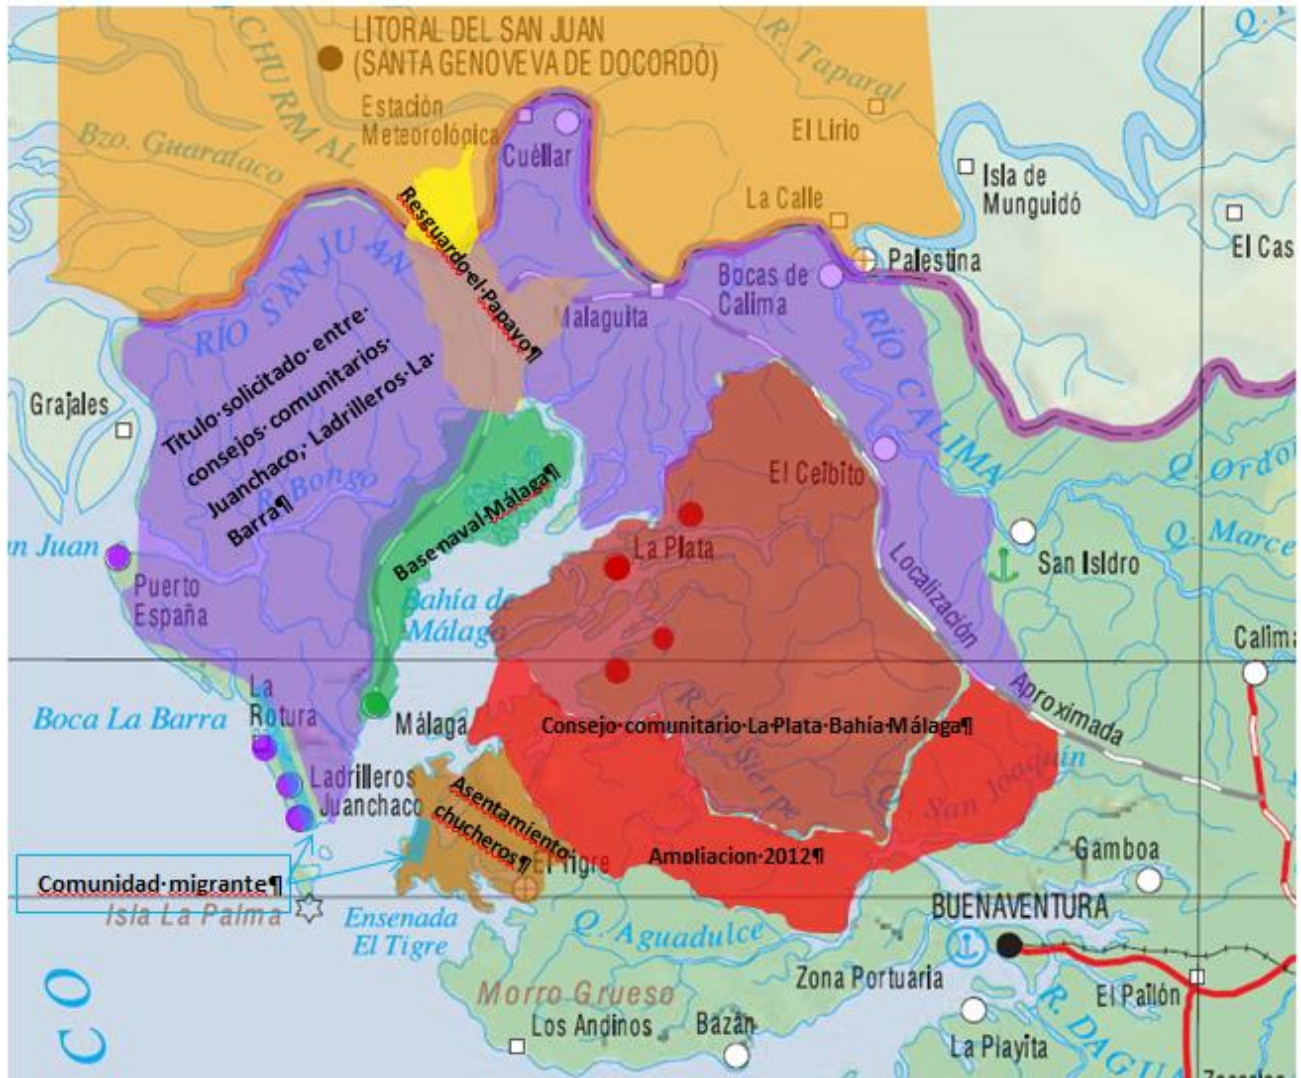 LITORAL DEL SAN JUAN
(SANTA GENOVEVA DE DOCORDÓ)
CHURIMAL
R. Taparal
Estación
Meteorológica
Bzo. Guarataco
El Lirio
Cuéllar
Isla de
Munguidó
La Calle
El Cas
Palestina
Resguardo·el·Papayo¶
RÍO SAN JUAN
Bocas de
Calima
Malaguita
RÍO CALIMA
Titulo·solicitado·entre·
consejos·comunitarios·
Juanchaco,·Ladrilleros·La·
Barra¶
Grajales
R. Bongo
El Ceibito
Q. Ordo
Base·naval·Málaga¶
La Plata
Q. Marce
n Juan
San Isidro
Puerto
España
Bahía de
Málaga
Localización
Aproximada
Calima
La
Rotura
Boca La Barra
Málaga
R. La Sierpe
Consejo·comunitario·La·Plata·Bahía·Málaga¶
Ladrilleros
Juanchaco
Q. San Joaquín
Asentamiento·
chucheros¶
El Tigre
Ampliacion·2012¶
Gamboa
Comunidad·migrante¶
Isla La Palma
Ensenada
El Tigre
Q. Aguadulce
BUENAVENTURA
Zona Portuaria
El Pailón
Morro Grueso
Los Andinos
Bazán
La Playita
R. DAGUA
CO